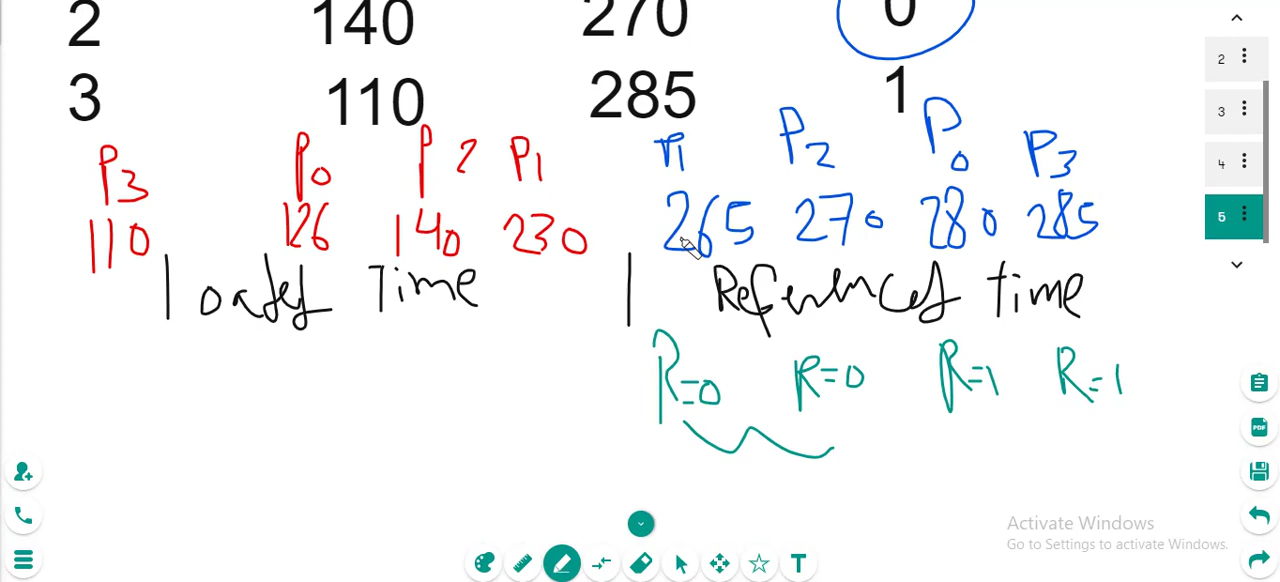 2 140 270 0
3 110 285 1
P3 P0 P2 P1 P1 P2 P0 P3
110 126 140 230 265 270 280 285
loaded Time | Referenced time
R=0 R=0 R=1 R=1
2
3
4
5
T
PDF
Activate Windows
Go to Settings to activate Windows.